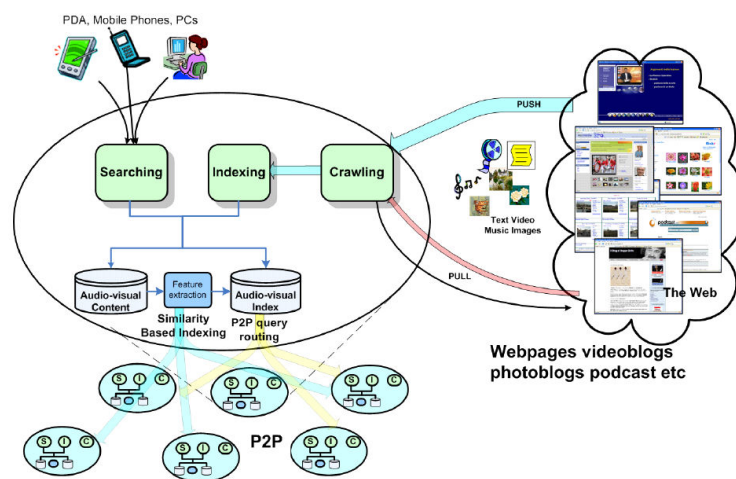 PDA, Mobile Phones, PCs
PUSH
Searching
Indexing
Crawling
Text Video
Music Images
PULL
The Web
Audio-visual
Content
Feature
extraction
Audio-visual
Index
Similarity
Based Indexing
P2P query
routing
Webpages videoblogs
photoblogs podcast etc
S I C
S I C
S I C
S I C
S I C
S I C
P2P